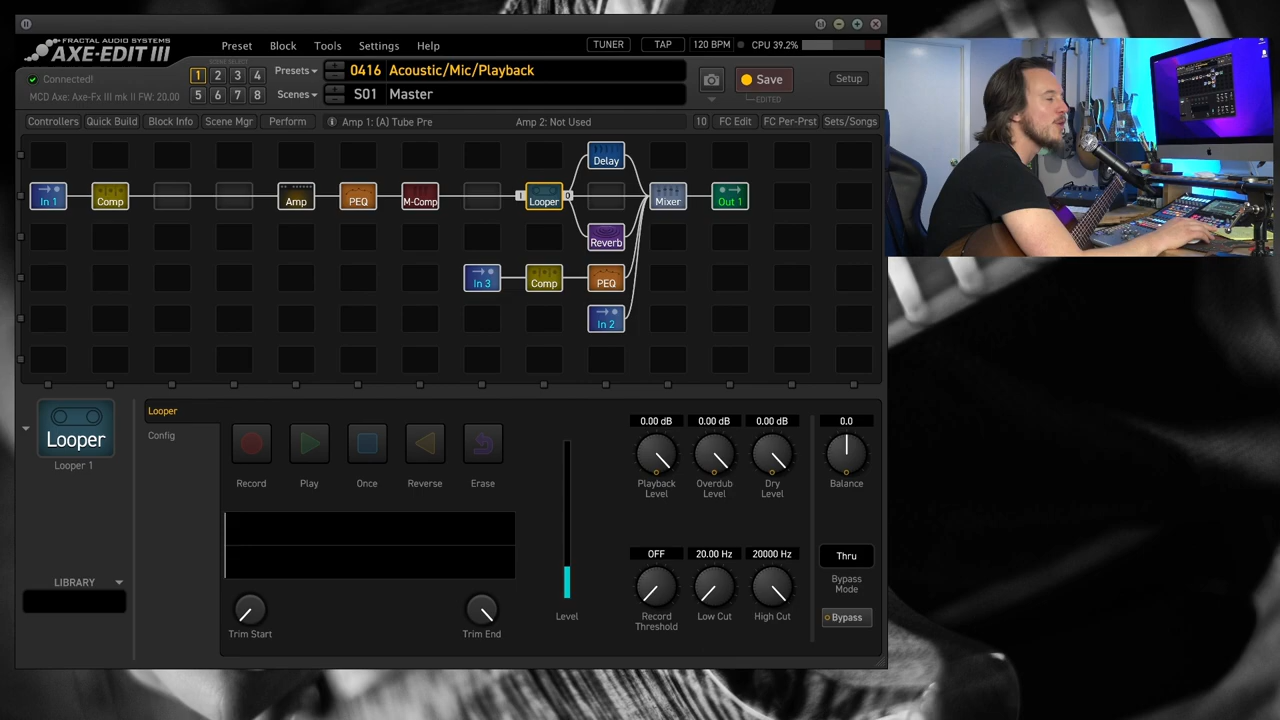 FRACTAL AUDIO SYSTEMS
AXE-EDIT III
Preset Block Tools Settings Help
TUNER TAP 120 BPM CPU 39.2%
Connected!
MCD Axe: Axe-Fx III mk II FW: 20.00
SCENE SELECT
1 2 3 4
5 6 7 8
Presets 0416 Acoustic/Mic/Playback
Scenes S01 Master
Save
EDITED
Setup
Controllers Quick Build Block Info Scene Mgr Perform Amp 1: (A) Tube Pre Amp 2: Not Used 10 FC Edit FC Per-Prst Sets/Songs
Delay
In 1 Comp Amp PEQ M-Comp I Looper O Mixer Out 1
Reverb
In 3 Comp PEQ
In 2
Looper
Looper 1
LIBRARY
Looper
Config
Record Play Once Reverse Erase
Trim Start Trim End
Level
0.00 dB 0.00 dB 0.00 dB 0.0
Playback Level Overdub Level Dry Level Balance
OFF 20.00 Hz 20000 Hz Thru
Record Threshold Low Cut High Cut Bypass Mode
Bypass